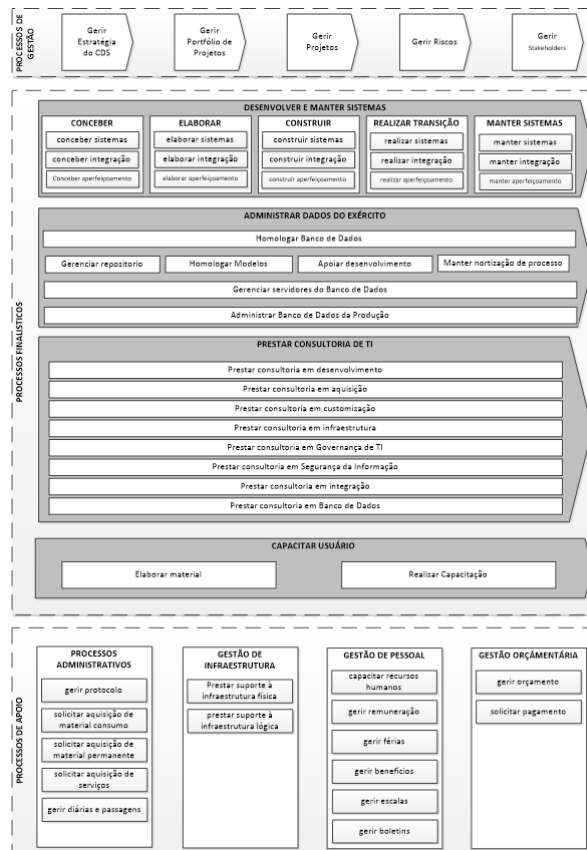 PROCESSOS DE
GESTÃO
Gerir
Estratégia
do CDS
Gerir
Portfólio de
Projetos
Gerir
Projetos
Gerir Riscos
Gerir
Stakeholders
PROCESSOS FINALISTICOS
DESENVOLVER E MANTER SISTEMAS
CONCEBER
conceber sistemas
conceber integração
Conceber aperfeiçoamento
ELABORAR
elaborar sistemas
elaborar integração
elaborar aperfeiçoamento
CONSTRUIR
construir sistemas
construir integração
construir aperfeiçoamento
REALIZAR TRANSIÇÃO
realizar sistemas
realizar integração
realizar aperfeiçoamento
MANTER SISTEMAS
manter sistemas
manter integração
manter aperfeiçoamento
ADMINISTRAR DADOS DO EXÉRCITO
Homologar Banco de Dados
Gerenciar repositorio
Homologar Modelos
Apoiar desenvolvimento
Manter nortização de processo
Gerenciar servidores do Banco de Dados
Administrar Banco de Dados da Produção
PRESTAR CONSULTORIA DE TI
Prestar consultoria em desenvolvimento
Prestar consultoria em aquisição
Prestar consultoria em customização
Prestar consultoria em infraestrutura
Prestar consultoria em Governança de TI
Prestar consultoria em Segurança da Informação
Prestar consultoria em integração
Prestar consultoria em Banco de Dados
CAPACITAR USUÁRIO
Elaborar material
Realizar Capacitação
PROCESSOS DE APOIO
PROCESSOS
ADMINISTRATIVOS
gerir protocolo
solicitar aquisição de
material consumo
solicitar aquisição de
material permanente
solicitar aquisição de
serviços
gerir diárias e passagens
GESTÃO DE
INFRAESTRUTURA
Prestar suporte à
infraestrutura física
prestar suporte à
infraestrutura lógica
GESTÃO DE PESSOAL
capacitar recursos
humanos
gerir remuneração
gerir férias
gerir benefícios
gerir escalas
gerir boletins
GESTÃO ORÇÁMENTÁRIA
gerir orçamento
solicitar pagamento